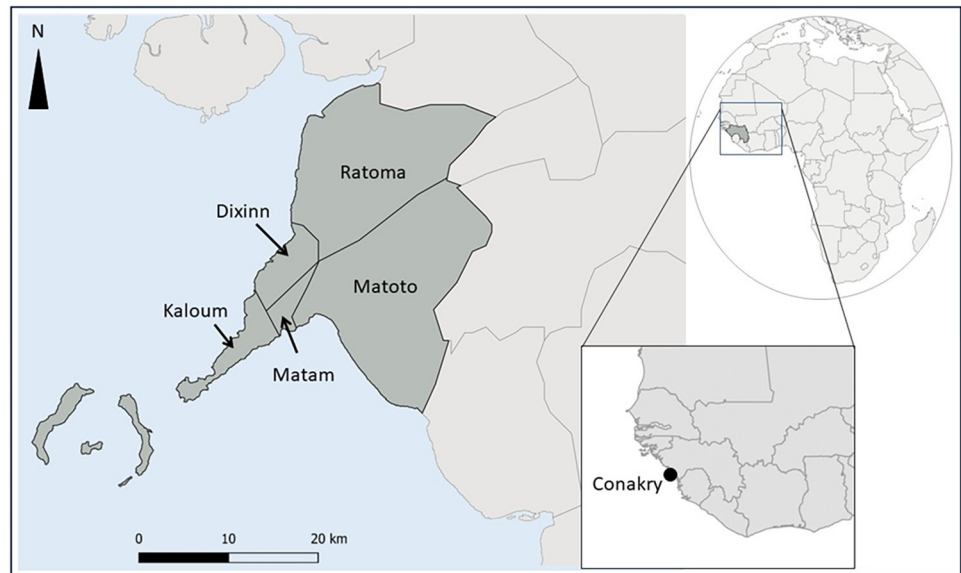 N
Ratoma
Dixinn
Matoto
Kaloum
Matam
Conakry
0 10 20 km